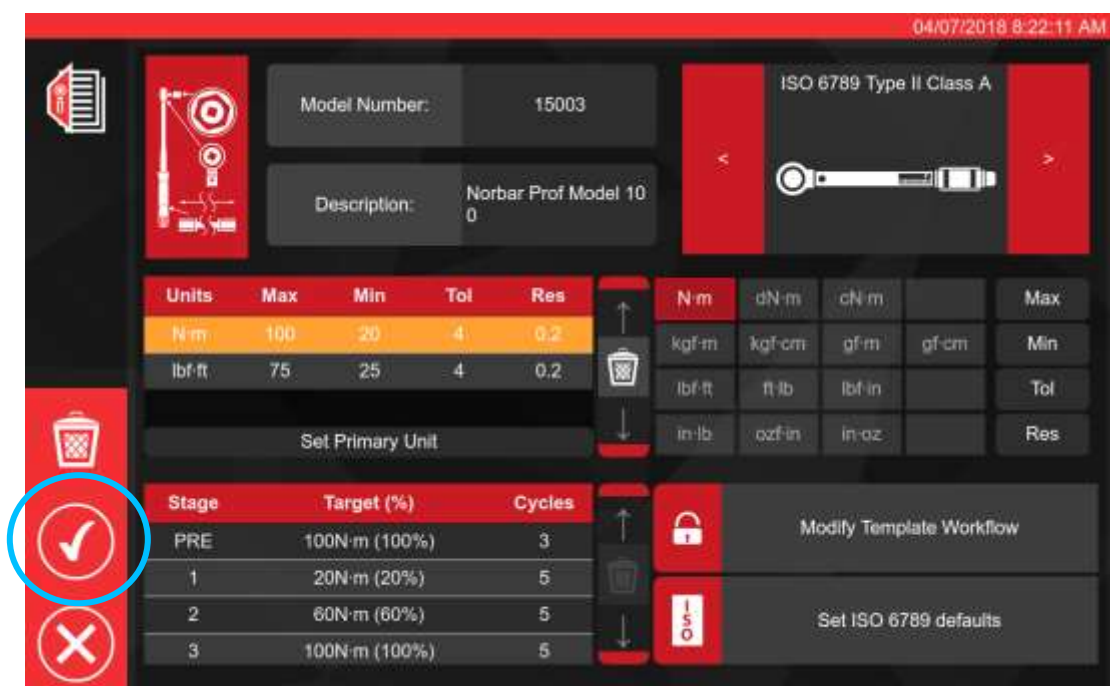 04/07/2018 8:22:11 AM
Model Number: 15003
ISO 6789 Type II Class A
< >
Description: Norbar Prof Model 10
0
Units Max Min Tol Res
N·m 100 20 4 0.2
lbf·ft 75 25 4 0.2
Set Primary Unit
N·m dN·m cN·m Max
kgf·m kgf·cm gf·m gf·cm Min
lbf·ft ft·lb lbf·in Tol
in·lb ozf·in in·oz Res
Stage Target (%) Cycles
PRE 100N·m (100%) 3
1 20N·m (20%) 5
2 60N·m (60%) 5
3 100N·m (100%) 5
Modify Template Workflow
ISO
Set ISO 6789 defaults